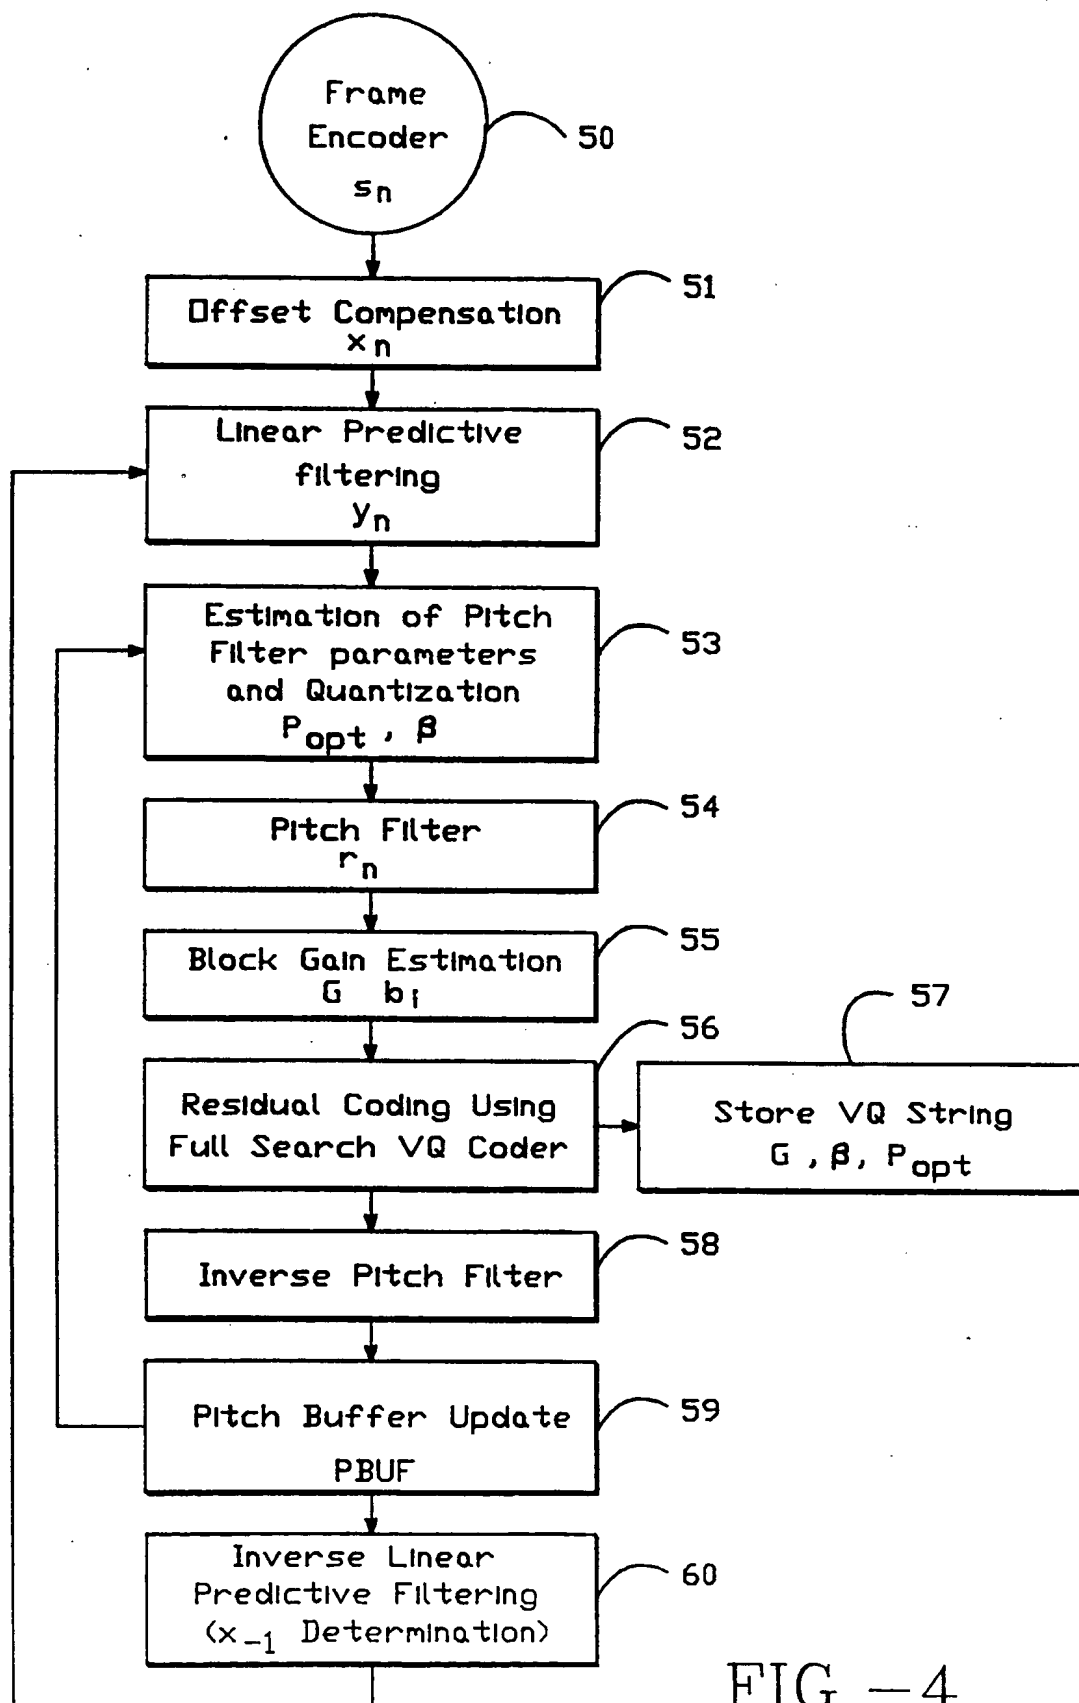 Frame
Encoder
sn
50
51
Offset Compensation
xn
52
Linear Predictive
filtering
yn
53
Estimation of Pitch
Filter parameters
and Quantization
Popt , β
54
Pitch Filter
rn
55
Block Gain Estimation
G bi
56
57
Residual Coding Using
Full Search VQ Coder
Store VQ String
G , β, Popt
58
Inverse Pitch Filter
59
Pitch Buffer Update
PBUF
60
Inverse Linear
Predictive Filtering
(x-1 Determination)
FIG -4